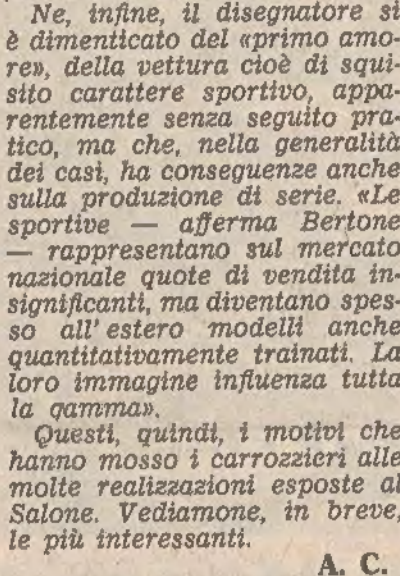 Ne, infine, il disegnatore si
è dimenticato del «primo amo-
re», della vettura cioè di squi-
sito carattere sportivo, appa-
rentemente senza seguito pra-
tico, ma che, nella generalità
dei casi, ha conseguenze anche
sulla produzione di serie. «Le
sportive — afferma Bertone
— rappresentano sul mercato
nazionale quote di vendita in-
significanti, ma diventano spes-
so all'estero modelli anche
quantitativamente trainati. La
loro immagine influenza tutta
la gamma».
Questi, quindi, i motivi che
hanno mosso i carrozzieri alle
molte realizzazioni esposte al
Salone. Vediamone, in breve,
le più interessanti.
A. C.